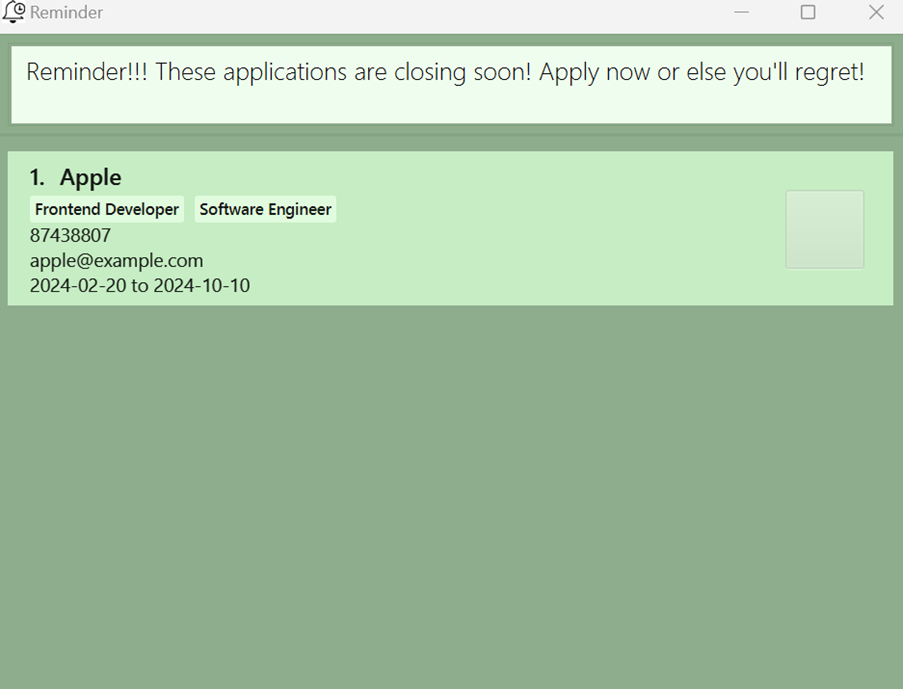 Reminder
Reminder!!! These applications are closing soon! Apply now or else you'll regret!
1. Apple
Frontend Developer Software Engineer
87438807
apple@example.com
2024-02-20 to 2024-10-10